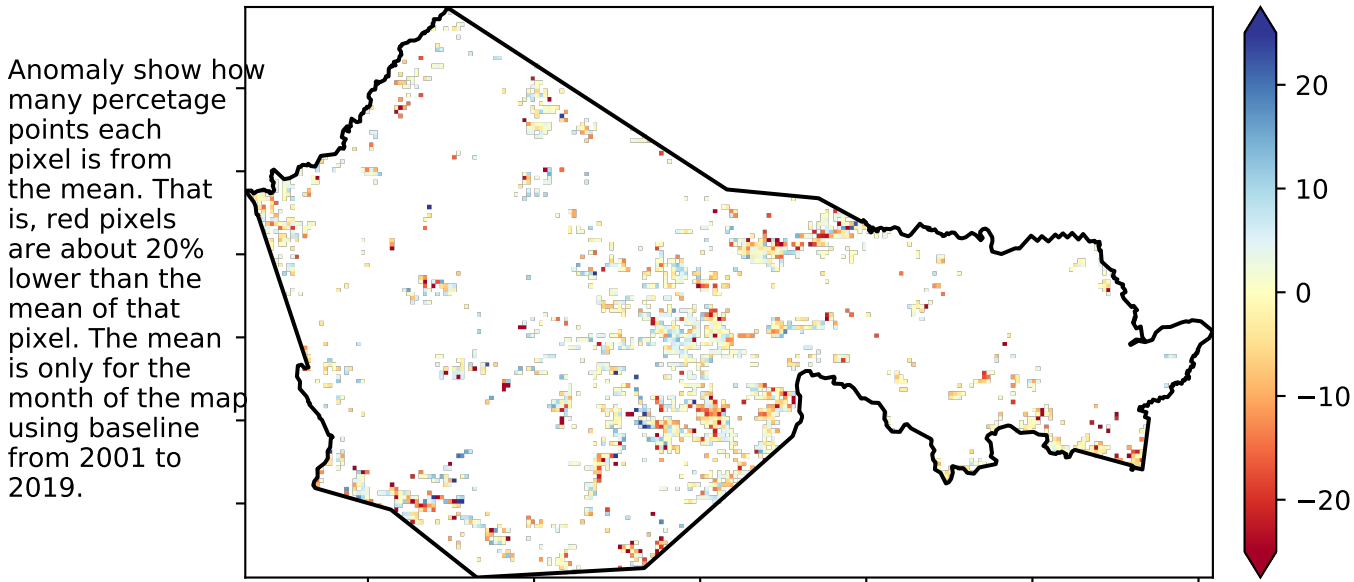 Anomaly show how
many percetage
points each
pixel is from
the mean. That
is, red pixels
are about 20%
lower than the
mean of that
pixel. The mean
is only for the
month of the map
using baseline
from 2001 to
2019.
20
10
0
−10
−20